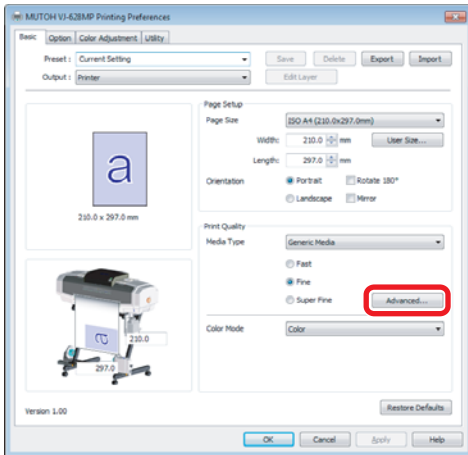 MUTOH VJ-628MP Printing Preferences
Basic Option Color Adjustment Utility
Preset : Current Setting Save Delete Export Import
Output : Printer Edit Layer
Page Setup
Page Size ISO A4 (210.0x297.0mm)
Width: 210.0 mm User Size...
Length: 297.0 mm
Orientation Portrait Rotate 180°
Landscape Mirror
a
210.0 x 297.0 mm
Print Quality
Media Type Generic Media
Fast
Fine
Super Fine Advanced...
Color Mode Color
a
210.0
297.0
Version 1.00 Restore Defaults
OK Cancel Apply Help